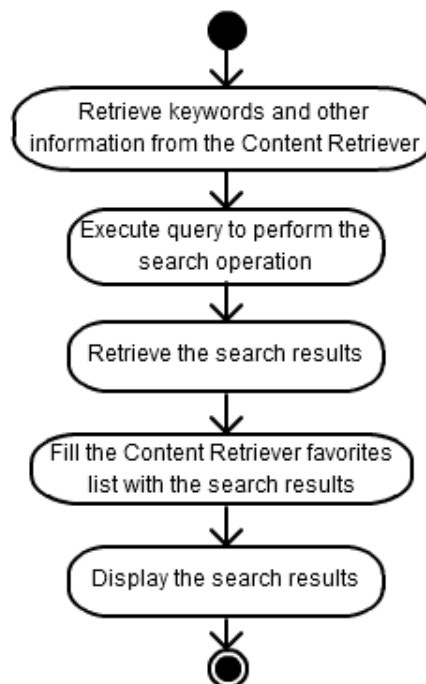 Retrieve keywords and other
information from the Content Retriever
Execute query to perform the
search operation
Retrieve the search results
Fill the Content Retriever favorites
list with the search results
Display the search results